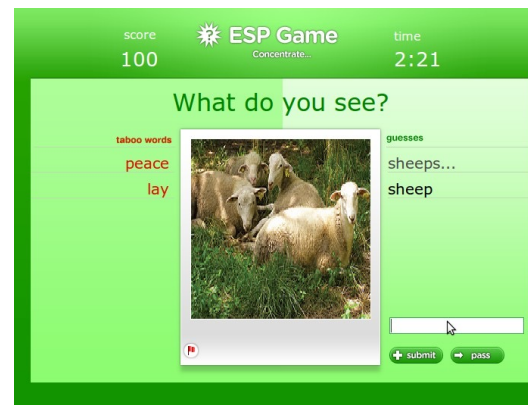 score
100
ESP Game
Concentrate...
time
2:21
What do you see?
taboo words
peace
lay
guesses
sheeps...
sheep
submit
pass